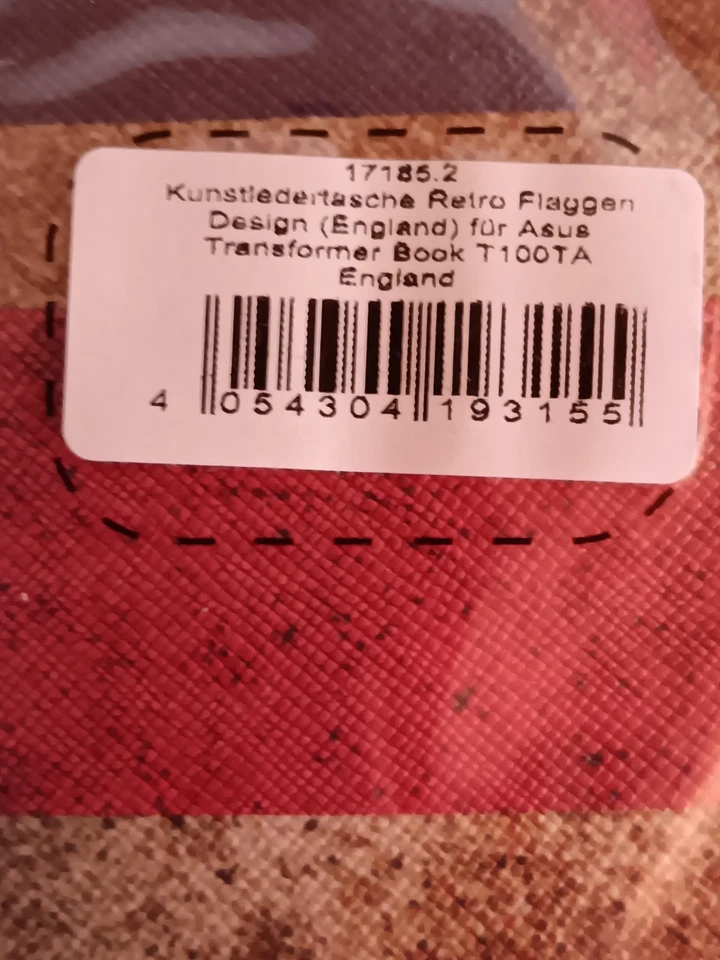 17185.2
Kunstledertasche Retro Flaggen
Design (England) für Asus
Transformer Book T100TA
England
4 054304 193155